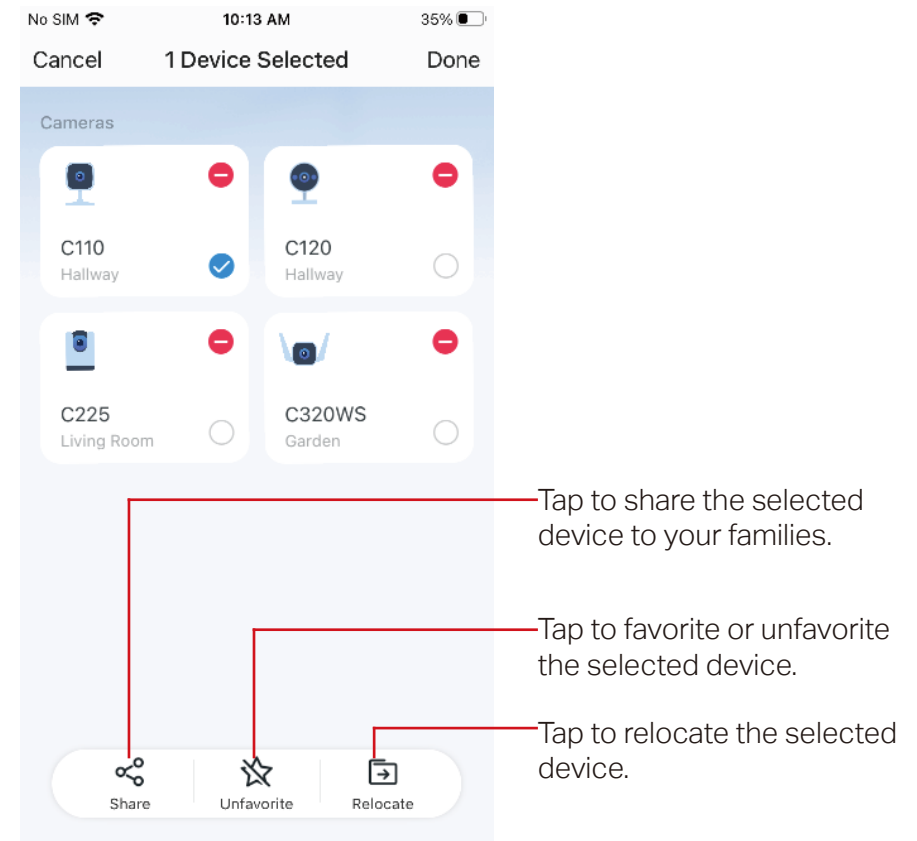 No SIM 10:13 AM 35%
Cancel 1 Device Selected Done
Cameras
C110 C120
Hallway Hallway
C225 C320WS
Living Room Garden
Tap to share the selected
device to your families.
Tap to favorite or unfavorite
the selected device.
Tap to relocate the selected
device.
Share Unfavorite Relocate